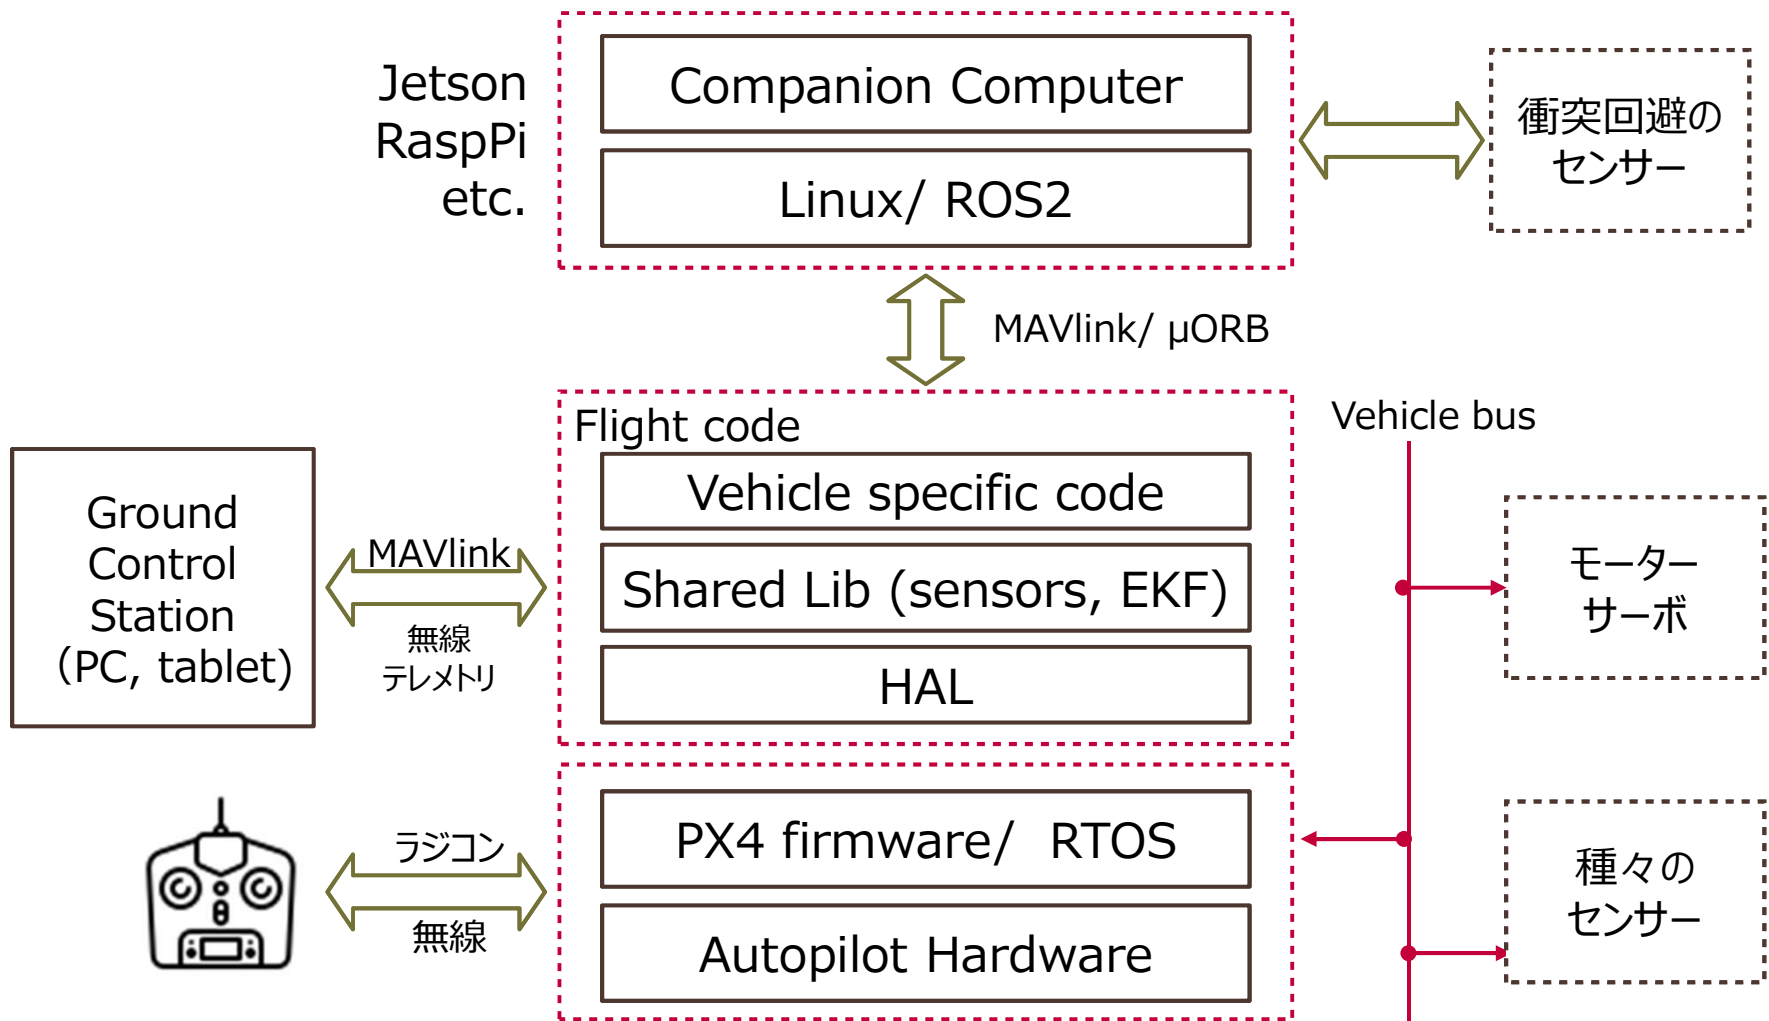 Jetson
RaspPi
etc.
Companion Computer
Linux/ ROS2
衝突回避の
センサー
MAVlink/ μORB
Flight code
Vehicle specific code
Shared Lib (sensors, EKF)
HAL
Vehicle bus
Ground
Control
Station
（PC, tablet)
MAVlink
無線
テレメトリ
モーター
サーボ
ラジコン
無線
PX4 firmware/ RTOS
Autopilot Hardware
種々の
センサー